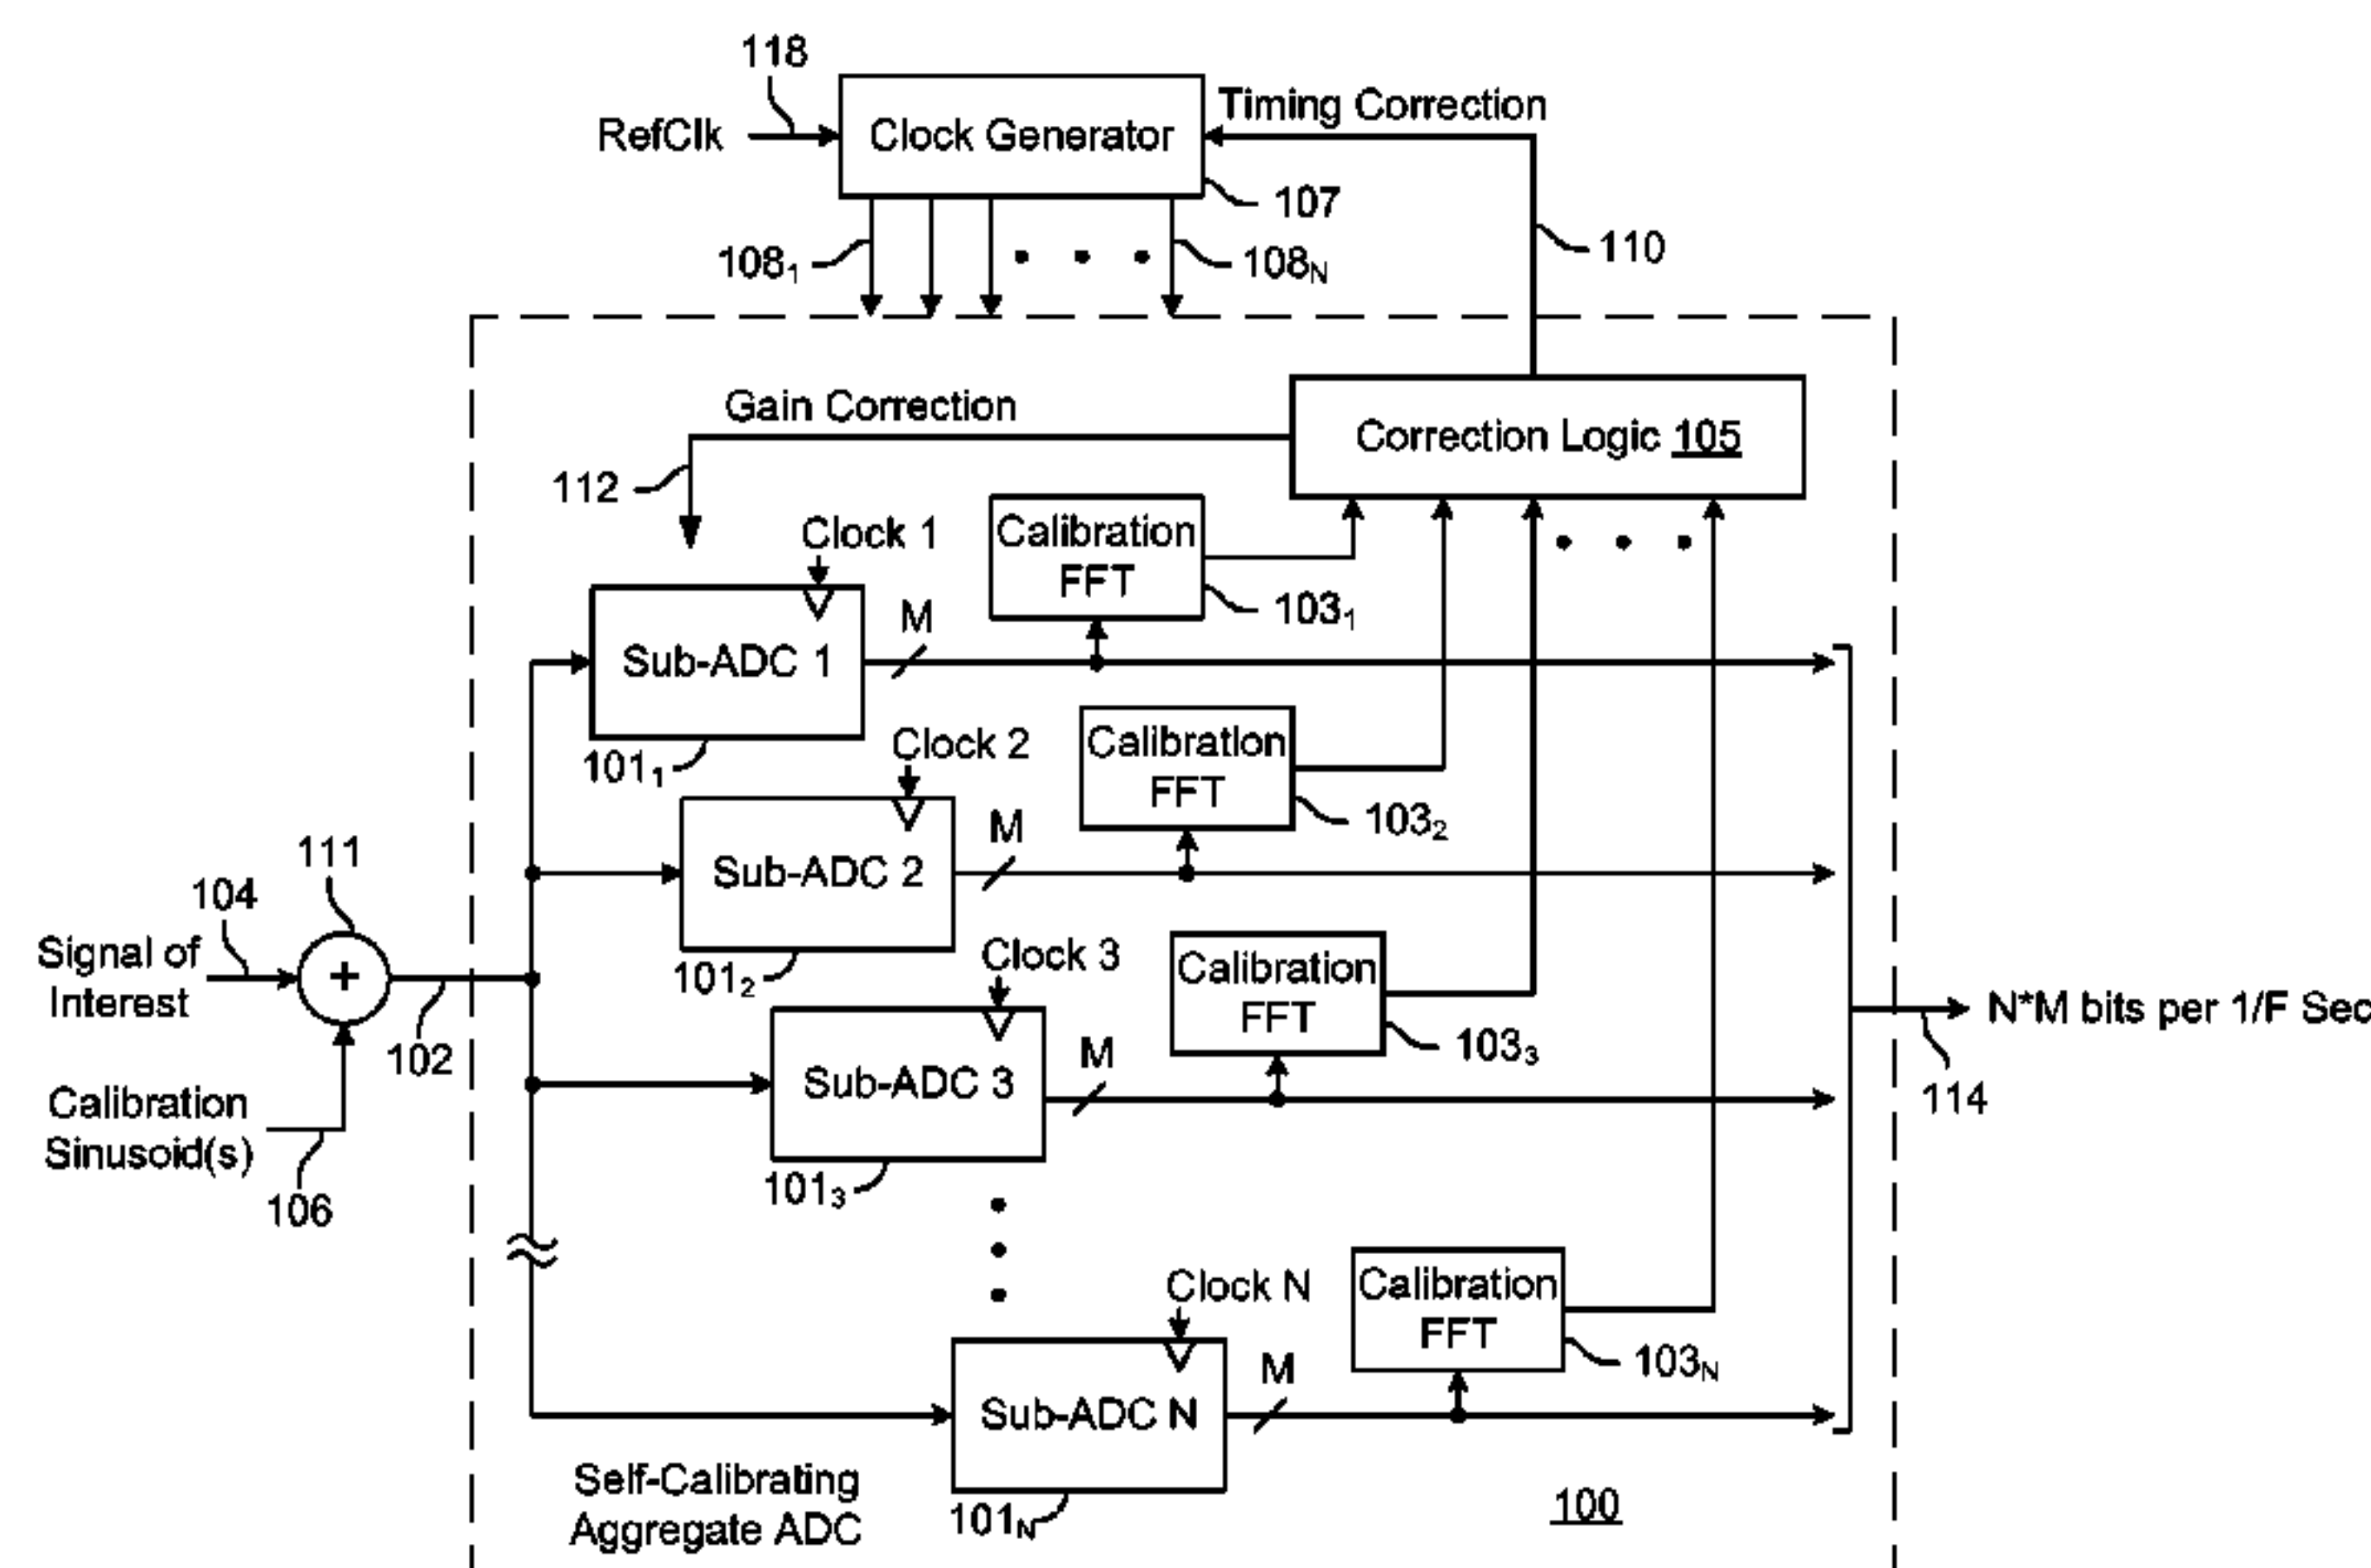 118
RefClk
Clock Generator
Timing Correction
107
108₁
108N
110
Gain Correction
Correction Logic 105
112
Clock 1
Calibration
FFT
103₁
M
Sub-ADC 1
101₁
Clock 2
Calibration
FFT
103₂
M
Sub-ADC 2
101₂
111
104
Signal of
Interest
102
Clock 3
Calibration
FFT
103₃
M
Sub-ADC 3
101₃
N*M bits per 1/F Sec
114
Calibration
Sinusoid(s)
106
Clock N
Calibration
FFT
103N
M
Sub-ADC N
101N
Self-Calibrating
Aggregate ADC
100